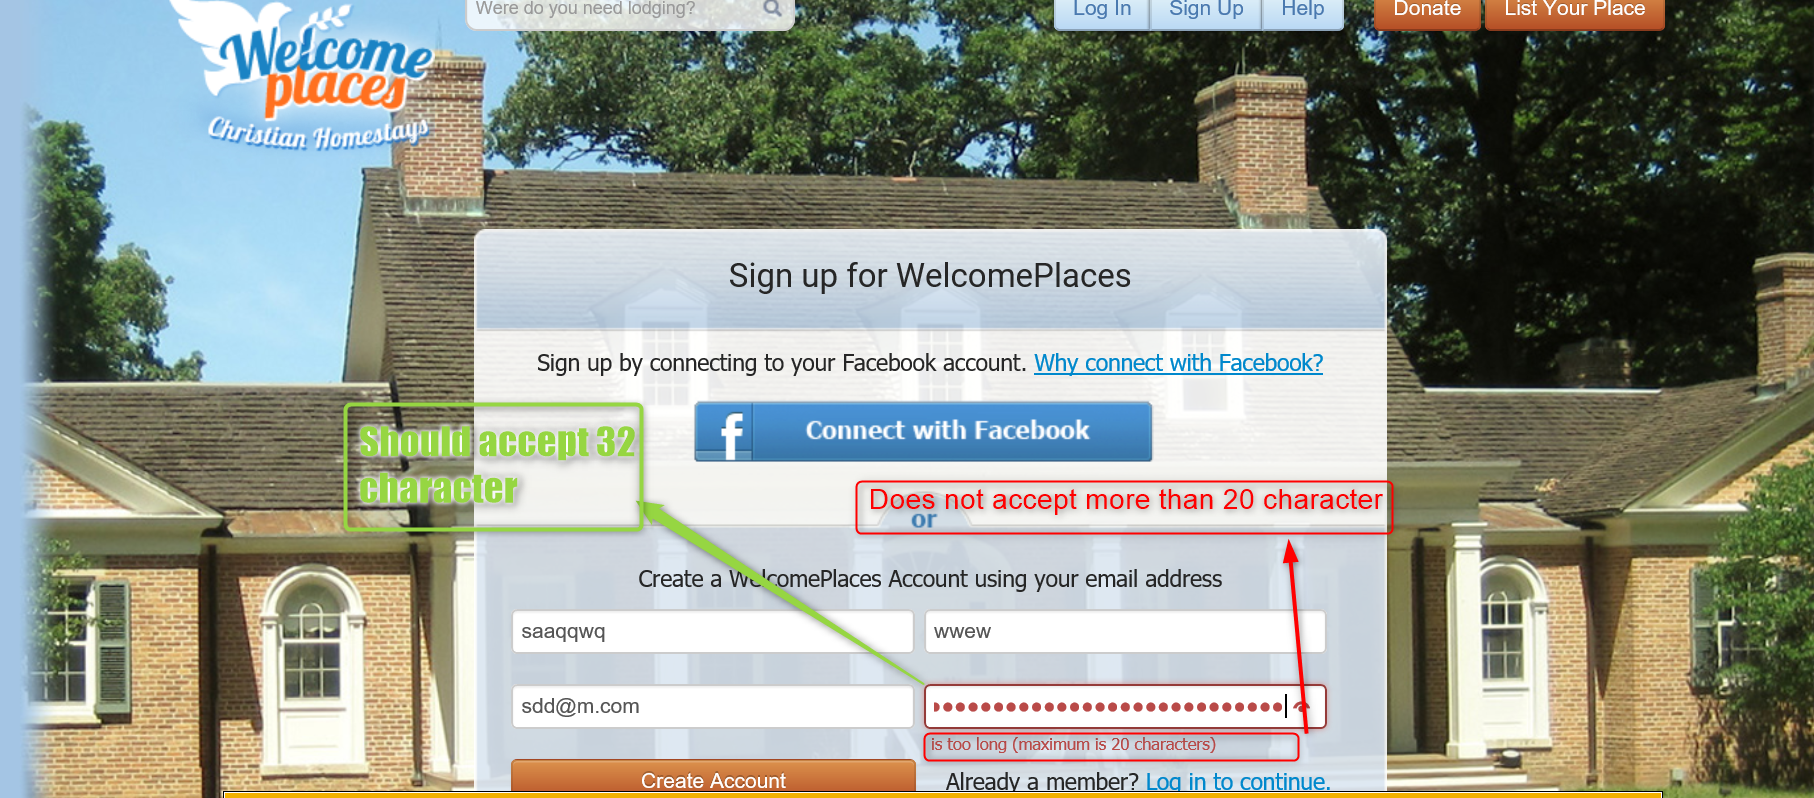 Were do you need lodging?
Log In
Sign Up
Help
Donate
List Your Place
Welcome
places
Christian Homestays
Sign up for WelcomePlaces
Sign up by connecting to your Facebook account. Why connect with Facebook?
f Connect with Facebook
Should accept 32
character
Does not accept more than 20 character
or
Create a WelcomePlaces Account using your email address
saaqqwq
wwew
sdd@m.com
is too long (maximum is 20 characters)
Create Account
Already a member? Log in to continue.